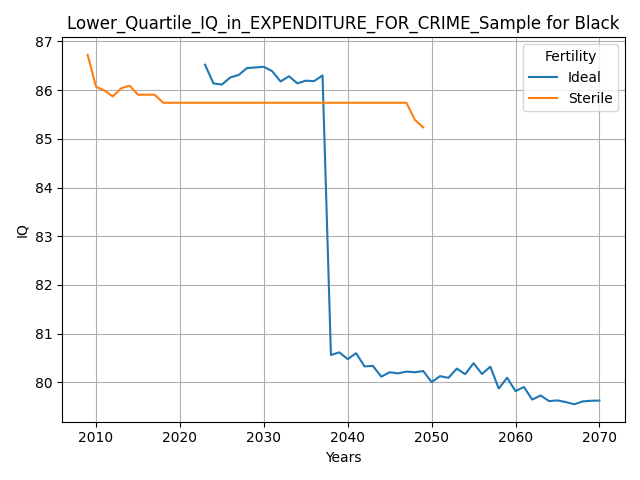 Lower_Quartile_IQ_in_EXPENDITURE_FOR_CRIME_Sample for Black
87
86
85
84
83
82
81
80
IQ
Fertility
Ideal
Sterile
2010 2020 2030 2040 2050 2060 2070
Years